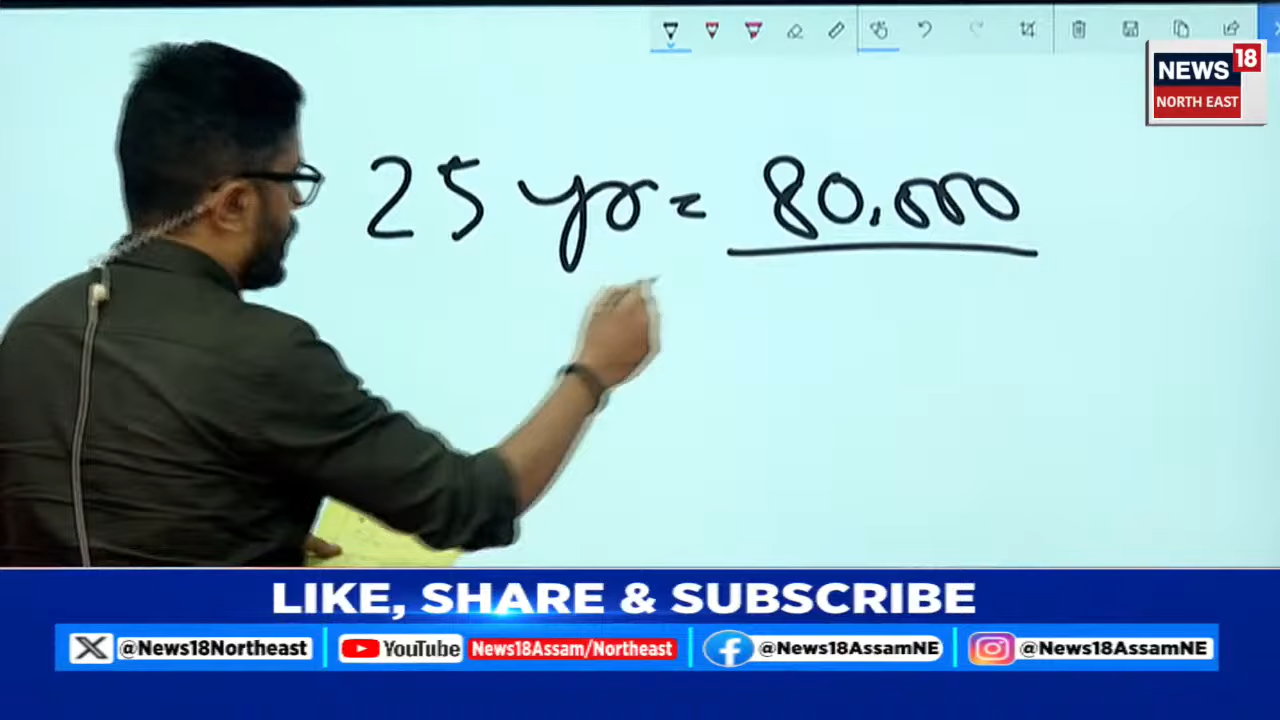 NEWS 18
NORTH EAST
25 yr = 80,000
LIKE, SHARE & SUBSCRIBE
@News18Northeast
YouTube News18Assam/Northeast
@News18AssamNE
@News18AssamNE